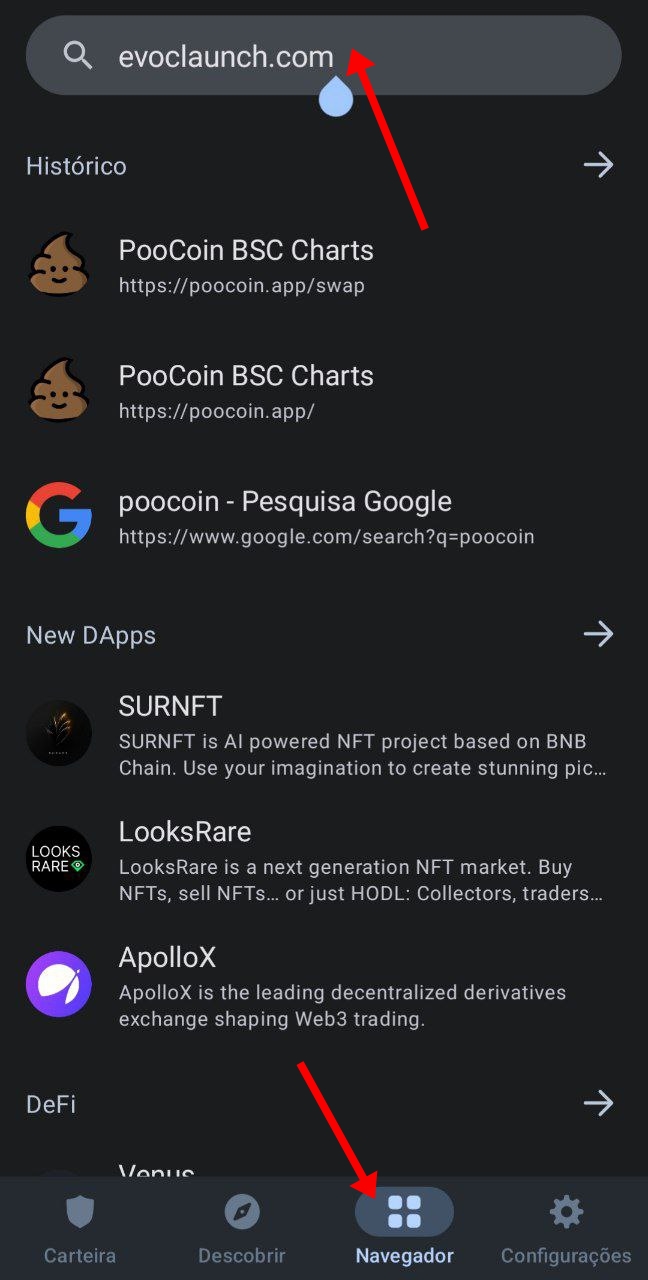 evoclaunch.com
Histórico
PooCoin BSC Charts
https://poocoin.app/swap
PooCoin BSC Charts
https://poocoin.app/
poocoin - Pesquisa Google
https://www.google.com/search?q=poocoin
New DApps
SURNFT
SURNFT is AI powered NFT project based on BNB
Chain. Use your imagination to create stunning pic…
LOOKS
RARE
LooksRare
LooksRare is a next generation NFT market. Buy
NFTs, sell NFTs… or just HODL: Collectors, traders…
ApolloX
ApolloX is the leading decentralized derivatives
exchange shaping Web3 trading.
DeFi
Venus
Carteira
Descobrir
Navegador
Configurações